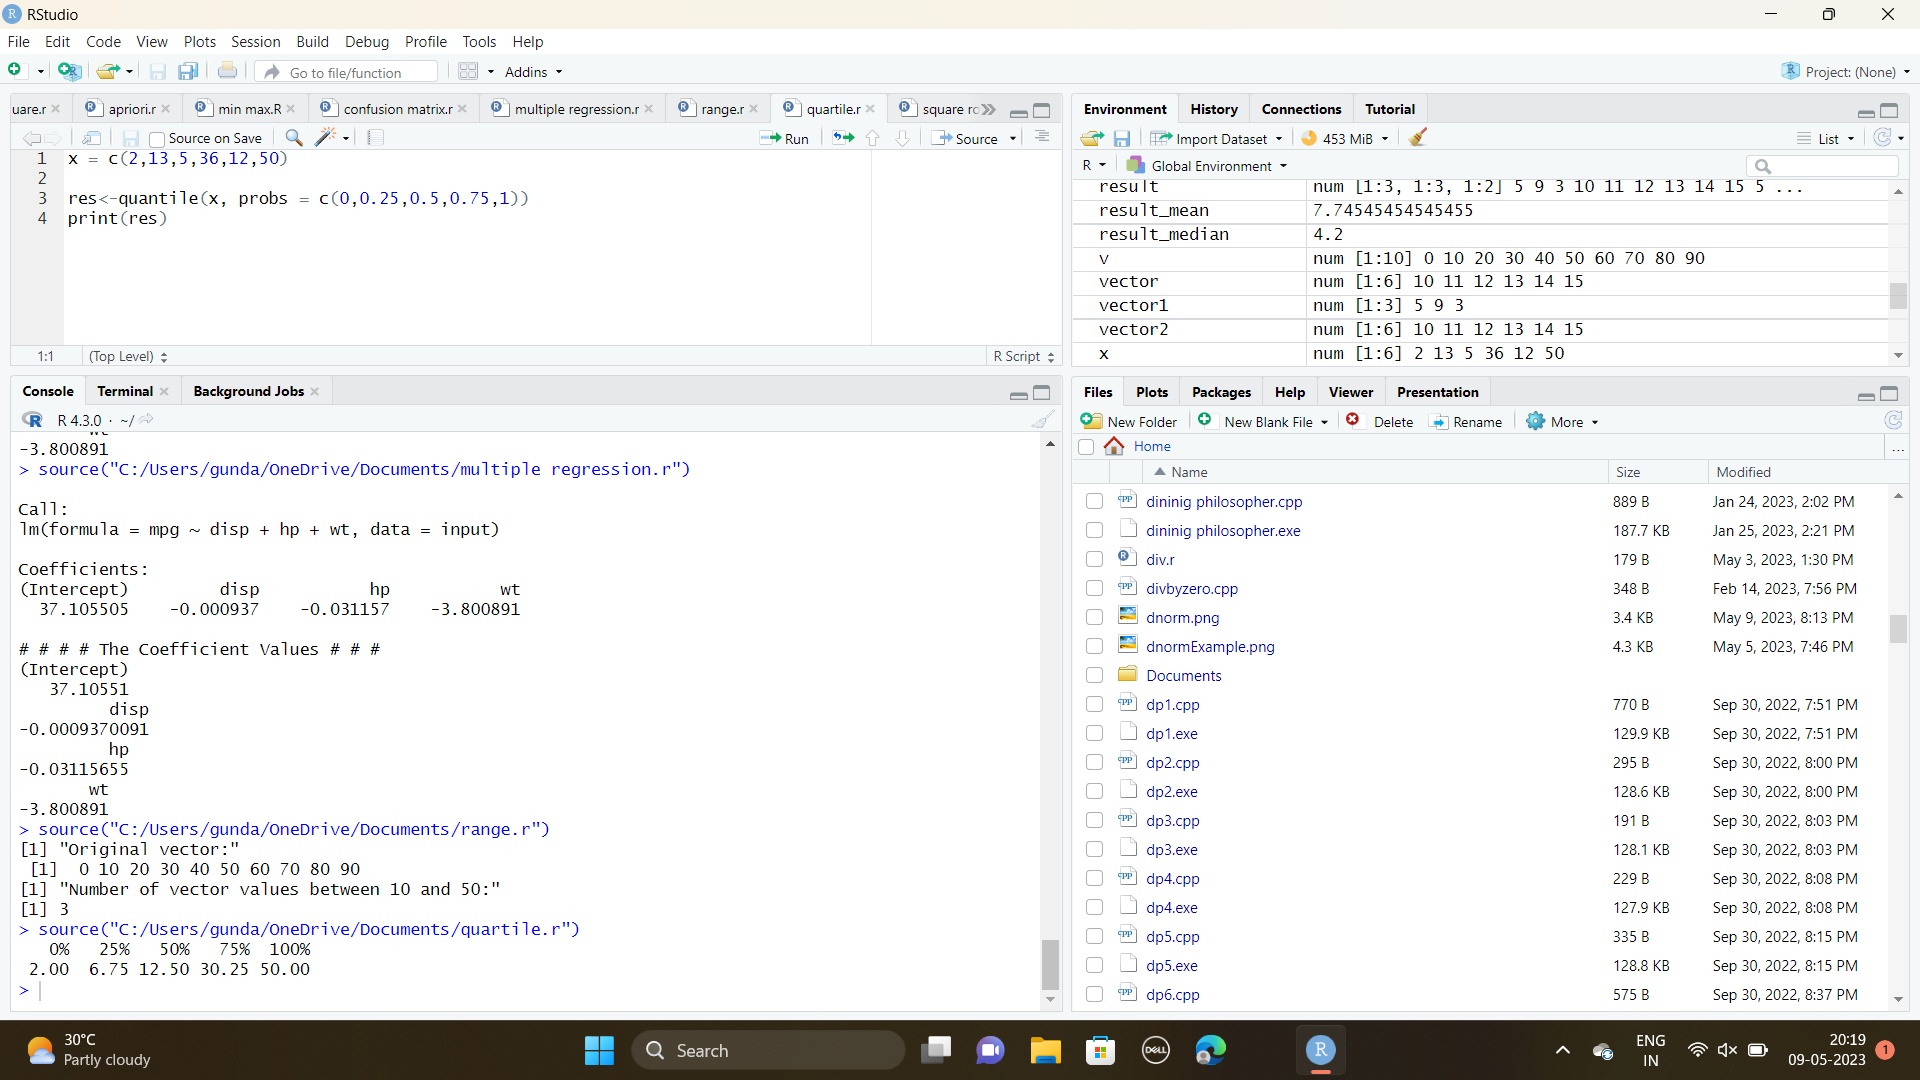 RStudio
File Edit Code View Plots Session Build Debug Profile Tools Help
Go to file/function Addins Project: (None)
uare.r apriori.r min max.R confusion matrix.r multiple regression.r range.r quartile.r square ro
Source on Save Run Source
1 x = c(2,13,5,36,12,50)
2
3 res<-quantile(x, probs = c(0,0.25,0.5,0.75,1))
4 print(res)
1:1 (Top Level) R Script
Console Terminal Background Jobs
R 4.3.0 · ~/
wt
-3.800891
> source("C:/Users/gunda/OneDrive/Documents/multiple regression.r")
Call:
lm(formula = mpg ~ disp + hp + wt, data = input)
Coefficients:
(Intercept) disp hp wt
37.105505 -0.000937 -0.031157 -3.800891
# # # # The Coefficient Values # # #
(Intercept)
37.10551
disp
-0.0009370091
hp
-0.03115655
wt
-3.800891
> source("C:/Users/gunda/OneDrive/Documents/range.r")
[1] "Original vector:"
[1] 0 10 20 30 40 50 60 70 80 90
[1] "Number of vector values between 10 and 50:"
[1] 3
> source("C:/Users/gunda/OneDrive/Documents/quartile.r")
0% 25% 50% 75% 100%
2.00 6.75 12.50 30.25 50.00
>
Environment History Connections Tutorial
Import Dataset 453 MiB List
R Global Environment
result num [1:3, 1:3, 1:2] 5 9 3 10 11 12 13 14 15 5 ...
result_mean 7.74545454545455
result_median 4.2
v num [1:10] 0 10 20 30 40 50 60 70 80 90
vector num [1:6] 10 11 12 13 14 15
vector1 num [1:3] 5 9 3
vector2 num [1:6] 10 11 12 13 14 15
x num [1:6] 2 13 5 36 12 50
Files Plots Packages Help Viewer Presentation
New Folder New Blank File Delete Rename More
Home ...
Name Size Modified
dininig philosopher.cpp 889 B Jan 24, 2023, 2:02 PM
dininig philosopher.exe 187.7 KB Jan 25, 2023, 2:21 PM
div.r 179 B May 3, 2023, 1:30 PM
divbyzero.cpp 348 B Feb 14, 2023, 7:56 PM
dnorm.png 3.4 KB May 9, 2023, 8:13 PM
dnormExample.png 4.3 KB May 5, 2023, 7:46 PM
Documents
dp1.cpp 770 B Sep 30, 2022, 7:51 PM
dp1.exe 129.9 KB Sep 30, 2022, 7:51 PM
dp2.cpp 295 B Sep 30, 2022, 8:00 PM
dp2.exe 128.6 KB Sep 30, 2022, 8:00 PM
dp3.cpp 191 B Sep 30, 2022, 8:03 PM
dp3.exe 128.1 KB Sep 30, 2022, 8:03 PM
dp4.cpp 229 B Sep 30, 2022, 8:08 PM
dp4.exe 127.9 KB Sep 30, 2022, 8:08 PM
dp5.cpp 335 B Sep 30, 2022, 8:15 PM
dp5.exe 128.8 KB Sep 30, 2022, 8:15 PM
dp6.cpp 575 B Sep 30, 2022, 8:37 PM
30°C
Partly cloudy
Search
DELL
R
ENG
IN
20:19
09-05-2023
1